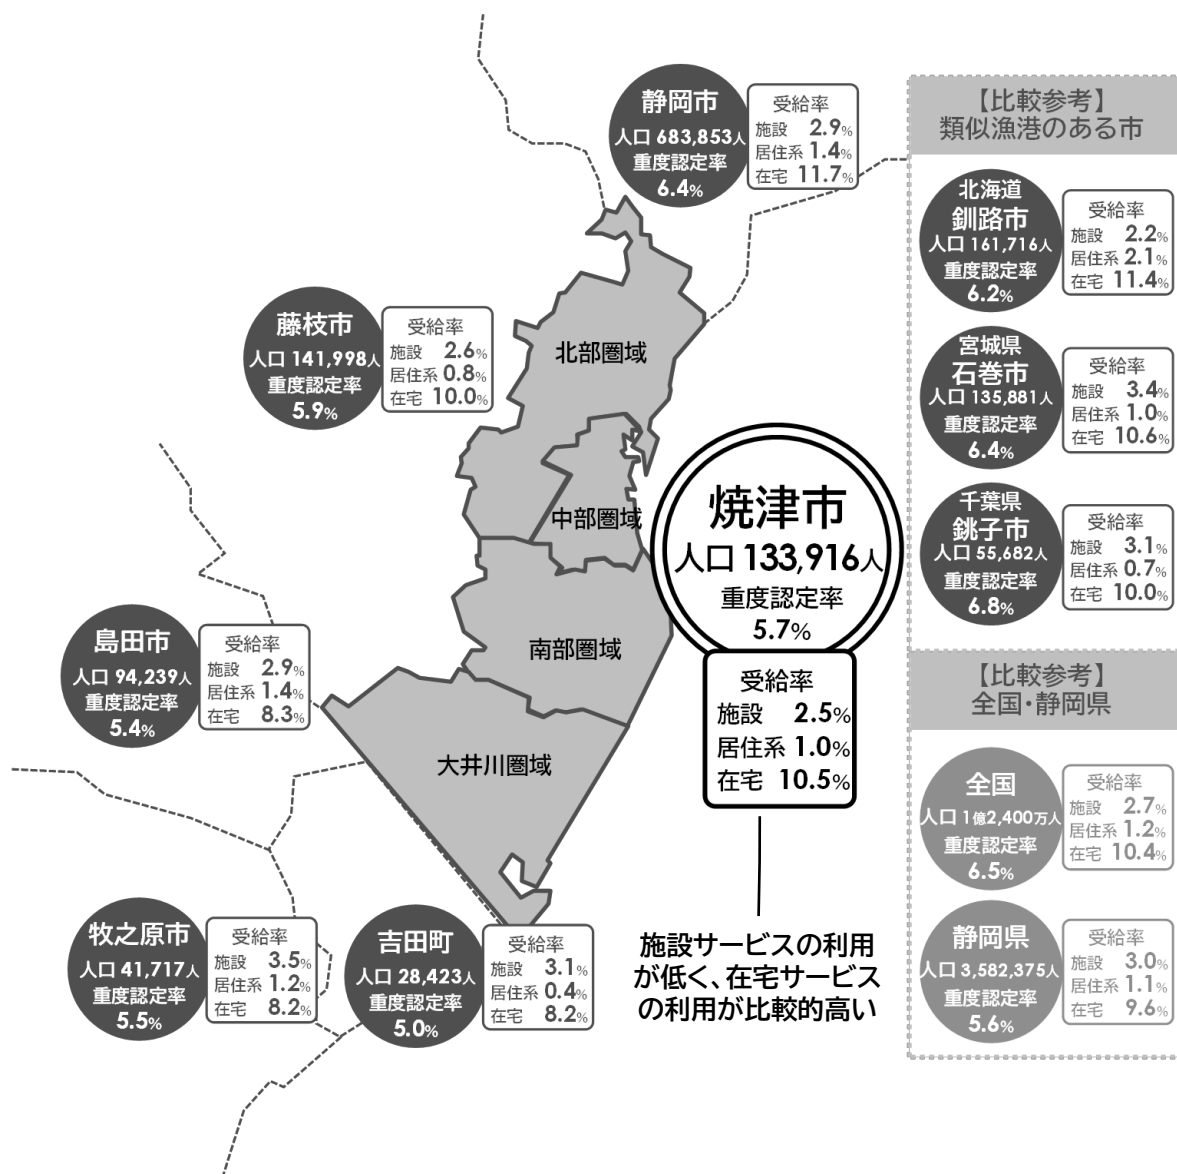 静岡市
人口 683,853人
重度認定率
6.4%
受給率
施設 2.9%
居住系 1.4%
在宅 11.7%
藤枝市
人口 141,998人
重度認定率
5.9%
受給率
施設 2.6%
居住系 0.8%
在宅 10.0%
北部圏域
中部圏域
南部圏域
大井川圏域
焼津市
人口 133,916人
重度認定率
5.7%
受給率
施設 2.5%
居住系 1.0%
在宅 10.5%
施設サービスの利用
が低く、在宅サービス
の利用が比較的高い
島田市
人口 94,239人
重度認定率
5.4%
受給率
施設 2.9%
居住系 1.4%
在宅 8.3%
牧之原市
人口 41,717人
重度認定率
5.5%
受給率
施設 3.5%
居住系 1.2%
在宅 8.2%
吉田町
人口 28,423人
重度認定率
5.0%
受給率
施設 3.1%
居住系 0.4%
在宅 8.2%
【比較参考】
類似漁港のある市
北海道
釧路市
人口 161,716人
重度認定率
6.2%
受給率
施設 2.2%
居住系 2.1%
在宅 11.4%
宮城県
石巻市
人口 135,881人
重度認定率
6.4%
受給率
施設 3.4%
居住系 1.0%
在宅 10.6%
千葉県
銚子市
人口 55,682人
重度認定率
6.8%
受給率
施設 3.1%
居住系 0.7%
在宅 10.0%
【比較参考】
全国・静岡県
全国
人口 1億2,400万人
重度認定率
6.5%
受給率
施設 2.7%
居住系 1.2%
在宅 10.4%
静岡県
人口 3,582,375人
重度認定率
5.6%
受給率
施設 3.0%
居住系 1.1%
在宅 9.6%